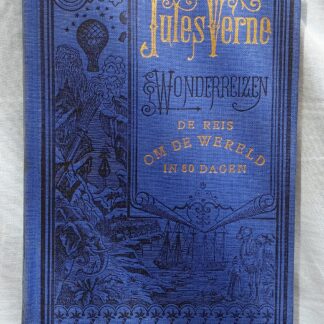 Jules Verne
WONDERREIZEN
DE REIS
OM DE WERELD
IN 80 DAGEN